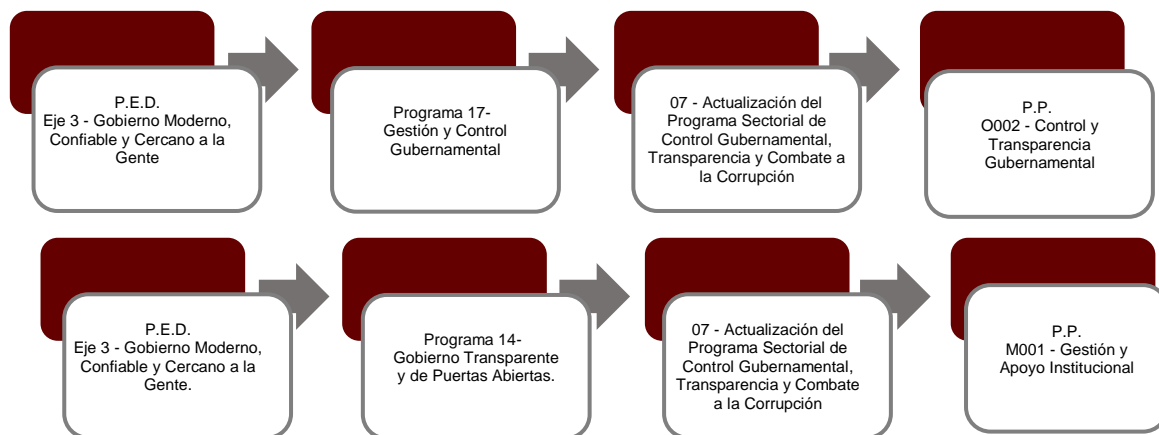 P.E.D.
Eje 3 - Gobierno Moderno,
Confiable y Cercano a la
Gente
Programa 17-
Gestión y Control
Gubernamental
07 - Actualización del
Programa Sectorial de
Control Gubernamental,
Transparencia y Combate a
la Corrupción
P.P.
O002 - Control y
Transparencia
Gubernamental
P.E.D.
Eje 3 - Gobierno Moderno,
Confiable y Cercano a la
Gente.
Programa 14-
Gobierno Transparente
y de Puertas Abiertas.
07 - Actualización del
Programa Sectorial de
Control Gubernamental,
Transparencia y Combate
a la Corrupción
P.P.
M001 - Gestión y
Apoyo Institucional